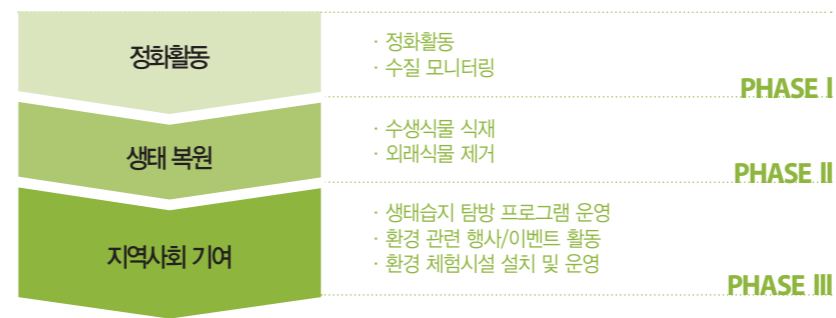 정화활동
· 정화활동
· 수질 모니터링
PHASE Ⅰ
생태 복원
· 수생식물 식재
· 외래식물 제거
PHASE Ⅱ
지역사회 기여
· 생태습지 탐방 프로그램 운영
· 환경 관련 행사/이벤트 활동
· 환경 체험시설 설치 및 운영
PHASE Ⅲ